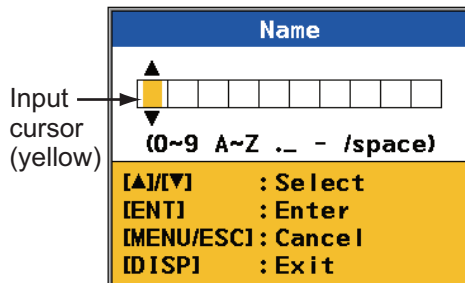 Name
Input
cursor
(yellow)
(0~9 A~Z ._ - /space)
[▲]/[▼] :Select
[ENT] :Enter
[MENU/ESC]:Cancel
[DISP] :Exit